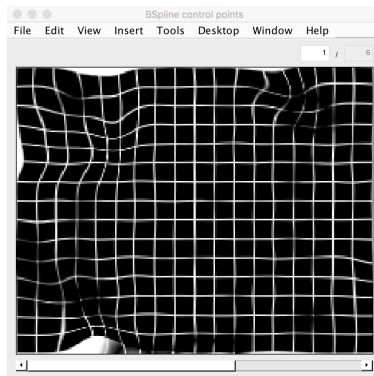 BSpline control points
File Edit View Insert Tools Desktop Window Help
1 / 6